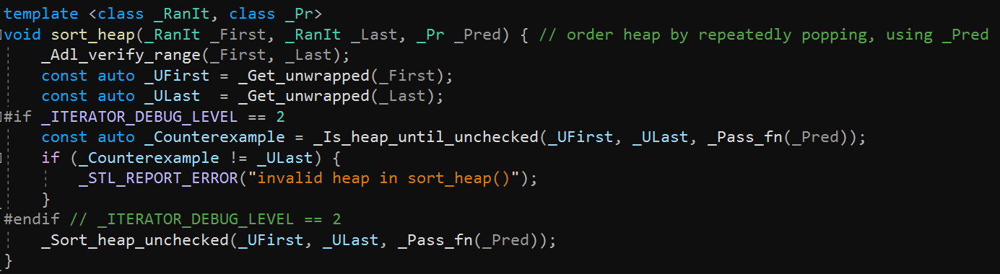 template <class _RanIt, class _Pr>
void sort_heap(_RanIt _First, _RanIt _Last, _Pr _Pred) { // order heap by repeatedly popping, using _Pred
    _Adl_verify_range(_First, _Last);
    const auto _UFirst = _Get_unwrapped(_First);
    const auto _ULast  = _Get_unwrapped(_Last);
#if _ITERATOR_DEBUG_LEVEL == 2
    const auto _Counterexample = _Is_heap_until_unchecked(_UFirst, _ULast, _Pass_fn(_Pred));
    if (_Counterexample != _ULast) {
        _STL_REPORT_ERROR("invalid heap in sort_heap()");
    }
#endif // _ITERATOR_DEBUG_LEVEL == 2
    _Sort_heap_unchecked(_UFirst, _ULast, _Pass_fn(_Pred));
}